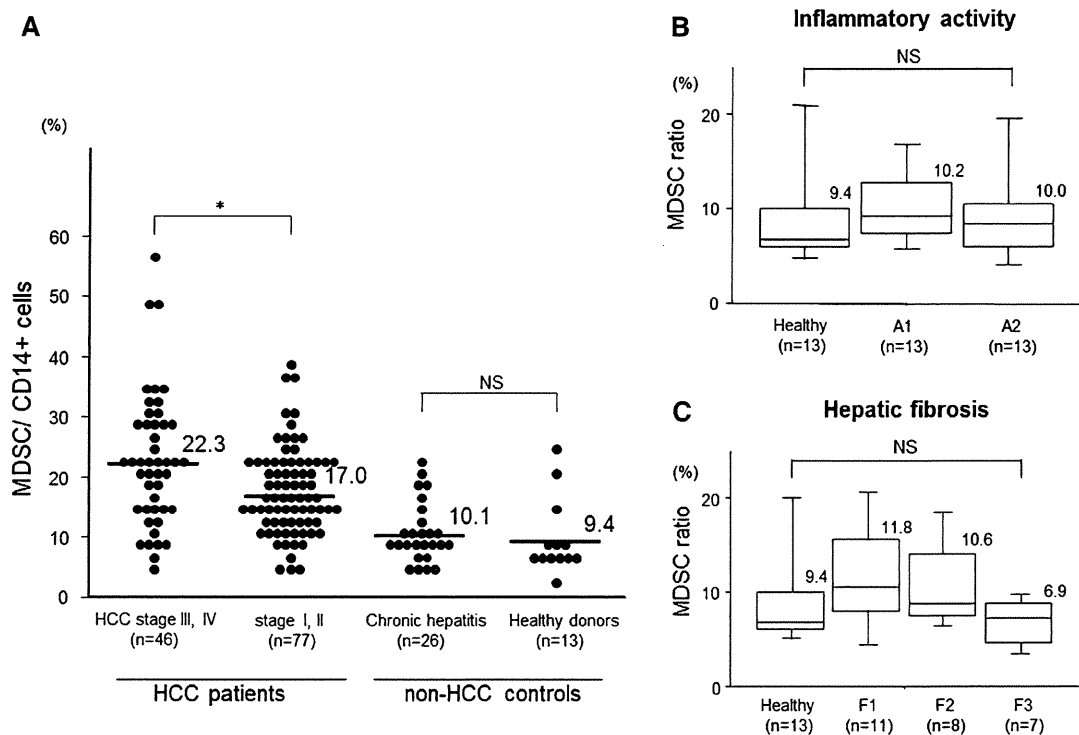 A
(%)
MDSC/ CD14+ cells
60
50
40
30
20
10
0
*
NS
22.3
17.0
10.1
9.4
HCC stage III, IV
(n=46)
stage I, II
(n=77)
Chronic hepatitis
(n=26)
Healthy donors
(n=13)
HCC patients
non-HCC controls
B
Inflammatory activity
(%)
MDSC ratio
NS
20
10
0
9.4
10.2
10.0
Healthy
(n=13)
A1
(n=13)
A2
(n=13)
C
Hepatic fibrosis
(%)
MDSC ratio
NS
20
10
0
9.4
11.8
10.6
6.9
Healthy
(n=13)
F1
(n=11)
F2
(n=8)
F3
(n=7)